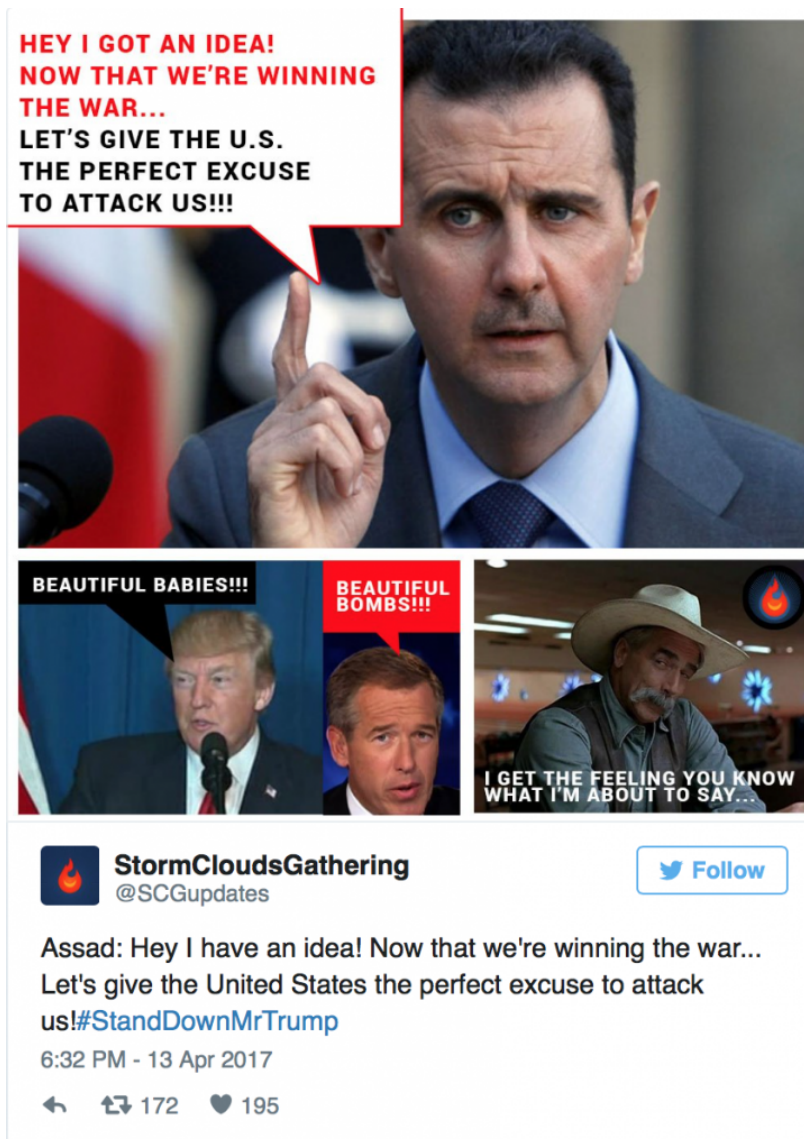 HEY I GOT AN IDEA!
NOW THAT WE'RE WINNING
THE WAR...
LET'S GIVE THE U.S.
THE PERFECT EXCUSE
TO ATTACK US!!!
BEAUTIFUL BABIES!!!
BEAUTIFUL
BOMBS!!!
I GET THE FEELING YOU KNOW
WHAT I'M ABOUT TO SAY...
StormCloudsGathering
@SCGupdates
Follow
Assad: Hey I have an idea! Now that we're winning the war...
Let's give the United States the perfect excuse to attack
us!#StandDownMrTrump
6:32 PM - 13 Apr 2017
172
195